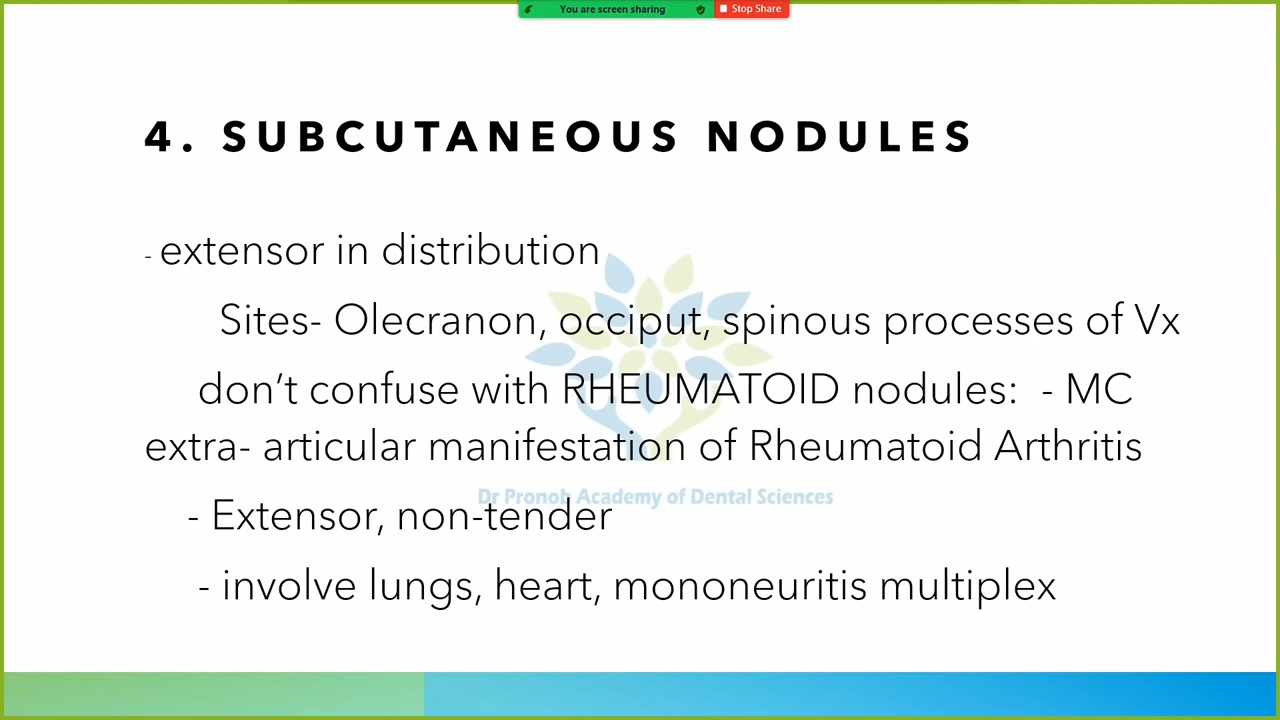 You are screen sharing Stop Share
4. SUBCUTANEOUS NODULES
- extensor in distribution
Sites- Olecranon, occiput, spinous processes of Vx
don't confuse with RHEUMATOID nodules: - MC
extra- articular manifestation of Rheumatoid Arthritis
Dr Pronob Academy of Dental Sciences
- Extensor, non-tender
- involve lungs, heart, mononeuritis multiplex